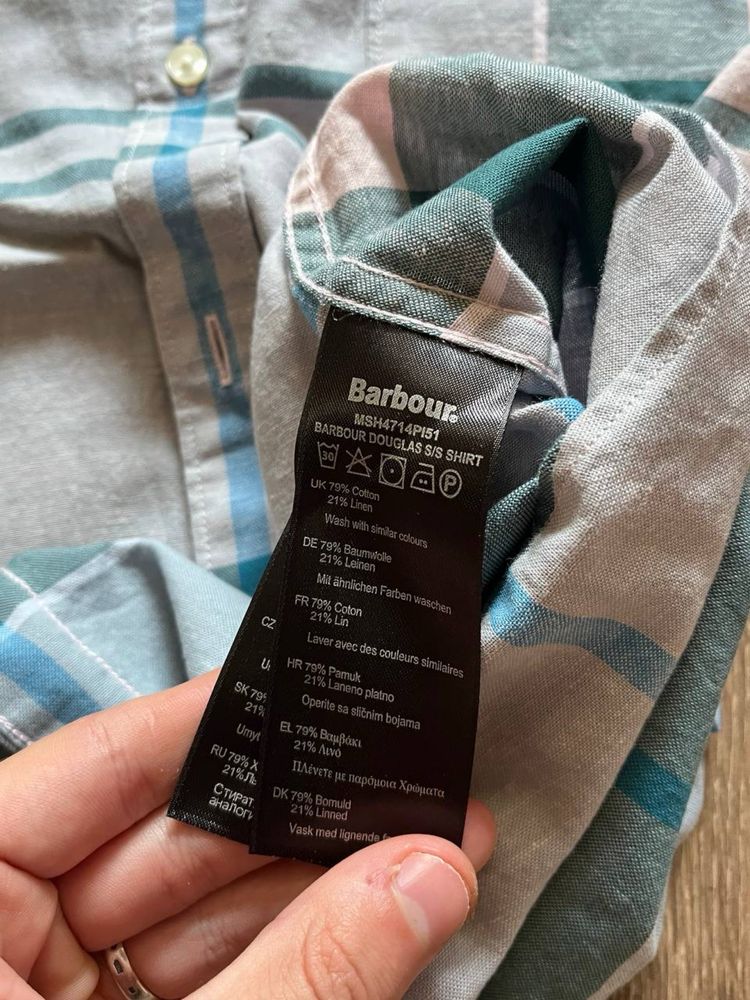 Barbour.
MSH4714PI51
BARBOUR DOUGLAS S/S SHIRT
30 P
UK 79% Cotton
21% Linen
Wash with similar colours
DE 79% Baumwolle
21% Leinen
Mit ähnlichen Farben waschen
FR 79% Coton
21% Lin
Laver avec des couleurs similaires
HR 79% Pamuk
21% Laneno platno
Operite sa sličnim bojama
EL 79% Βαμβάκι
21% Λινό
Πλένετε με παρόμοια Χρώματα
DK 79% Bomuld
21% Linned
Vask med lignende
CZ
SK 79%
RU 79%
21%